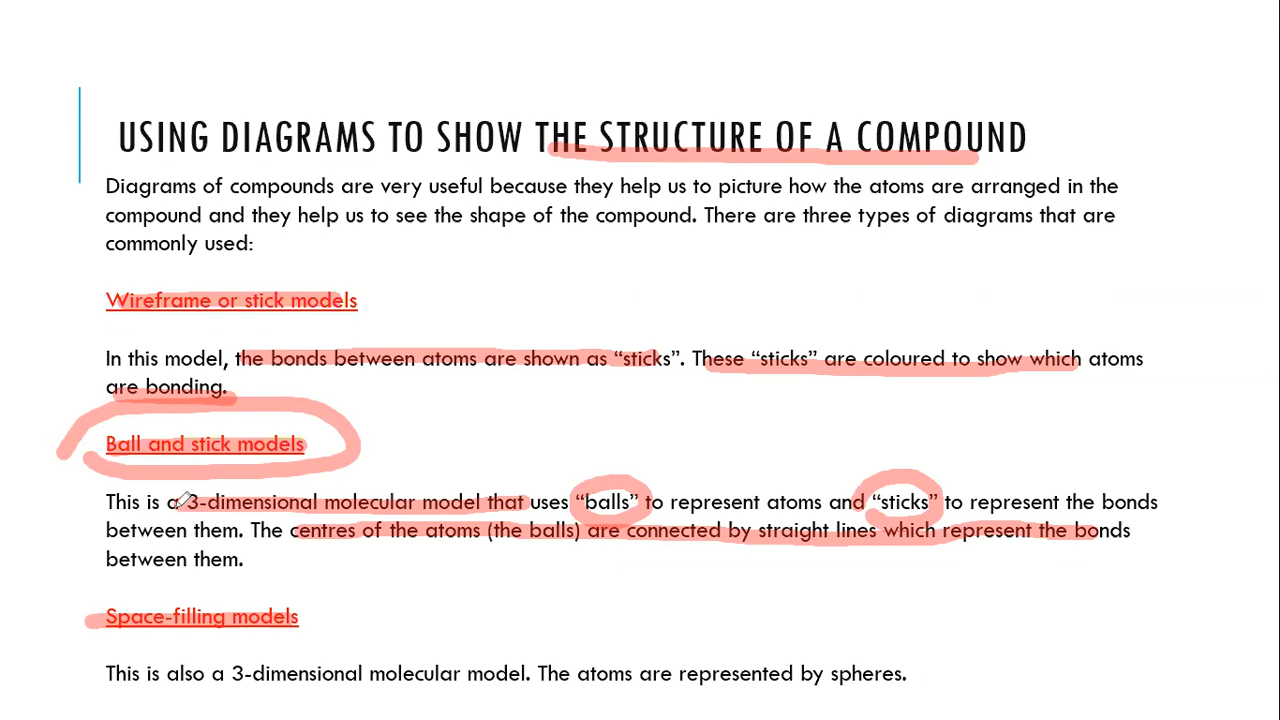 USING DIAGRAMS TO SHOW THE STRUCTURE OF A COMPOUND
Diagrams of compounds are very useful because they help us to picture how the atoms are arranged in the
compound and they help us to see the shape of the compound. There are three types of diagrams that are
commonly used:
Wireframe or stick models
In this model, the bonds between atoms are shown as “sticks”. These “sticks” are coloured to show which atoms
are bonding.
Ball and stick models
This is a 3-dimensional molecular model that uses “balls” to represent atoms and “sticks” to represent the bonds
between them. The centres of the atoms (the balls) are connected by straight lines which represent the bonds
between them.
Space-filling models
This is also a 3-dimensional molecular model. The atoms are represented by spheres.